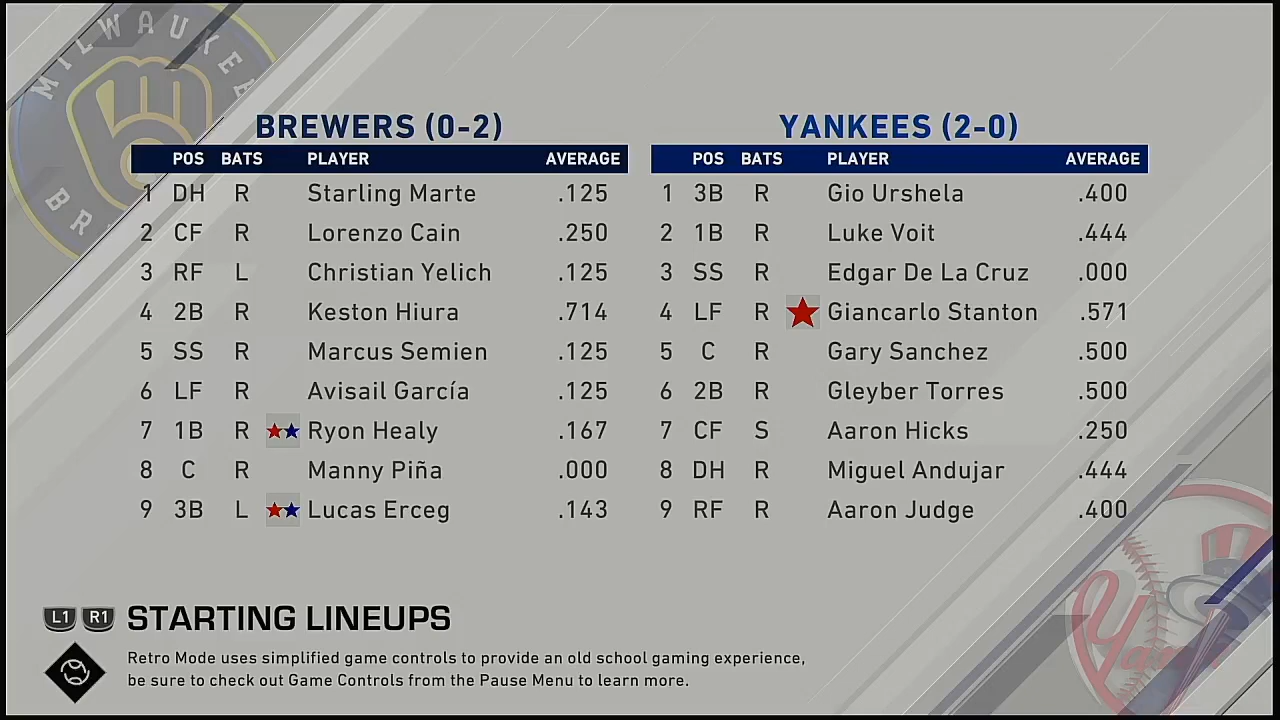 MILWAUKEE
BREWERS (0-2)
POS BATS PLAYER AVERAGE
1 DH R Starling Marte .125
2 CF R Lorenzo Cain .250
3 RF L Christian Yelich .125
4 2B R Keston Hiura .714
5 SS R Marcus Semien .125
6 LF R Avisail García .125
7 1B R Ryon Healy .167
8 C R Manny Piña .000
9 3B L Lucas Erceg .143
YANKEES (2-0)
POS BATS PLAYER AVERAGE
1 3B R Gio Urshela .400
2 1B R Luke Voit .444
3 SS R Edgar De La Cruz .000
4 LF R Giancarlo Stanton .571
5 C R Gary Sanchez .500
6 2B R Gleyber Torres .500
7 CF S Aaron Hicks .250
8 DH R Miguel Andujar .444
9 RF R Aaron Judge .400
L1 R1 STARTING LINEUPS
Retro Mode uses simplified game controls to provide an old school gaming experience,
be sure to check out Game Controls from the Pause Menu to learn more.